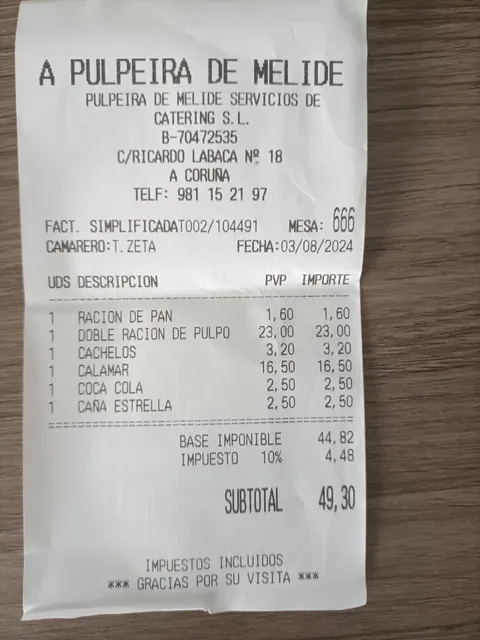 A PULPEIRA DE MELIDE
PULPEIRA DE MELIDE SERVICIOS DE
CATERING S.L.
B-70472535
C/RICARDO LABACA Nº 18
A CORUÑA
TELF: 981 15 21 97
FACT. SIMPLIFICADAT002/104491 MESA: 666
CAMARERO:T.ZETA FECHA:03/08/2024
UDS DESCRIPCION PVP IMPORTE
1 RACION DE PAN 1,60 1,60
1 DOBLE RACION DE PULPO 23,00 23,00
1 CACHELOS 3,20 3,20
1 CALAMAR 16,50 16,50
1 COCA COLA 2,50 2,50
1 CAÑA ESTRELLA 2,50 2,50
BASE IMPONIBLE 44,82
IMPUESTO 10% 4,48
SUBTOTAL 49,30
IMPUESTOS INCLUIDOS
*** GRACIAS POR SU VISITA ***